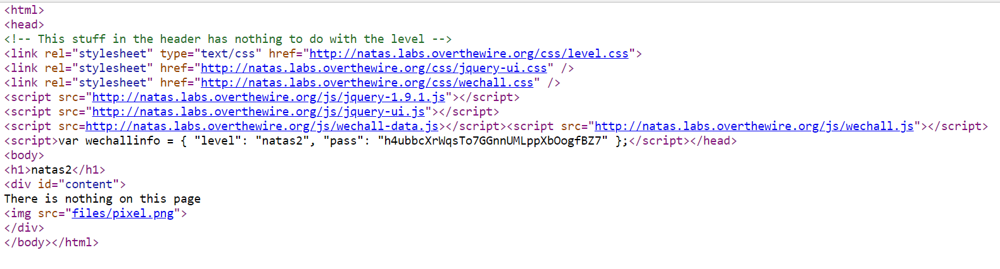 <html>
<head>
<!-- This stuff in the header has nothing to do with the level -->
<link rel="stylesheet" type="text/css" href="http://natas.labs.overthewire.org/css/level.css">
<link rel="stylesheet" href="http://natas.labs.overthewire.org/css/jquery-ui.css" />
<link rel="stylesheet" href="http://natas.labs.overthewire.org/css/wechall.css" />
<script src="http://natas.labs.overthewire.org/js/jquery-1.9.1.js"></script>
<script src="http://natas.labs.overthewire.org/js/jquery-ui.js"></script>
<script src=http://natas.labs.overthewire.org/js/wechall-data.js></script><script src="http://natas.labs.overthewire.org/js/wechall.js"></script>
<script>var wechallinfo = { "level": "natas2", "pass": "h4ubbcXrWqsTo7GGnnUMLppXbOogfBZ7" };</script></head>
<body>
<h1>natas2</h1>
<div id="content">
There is nothing on this page
<img src="files/pixel.png">
</div>
</body></html>